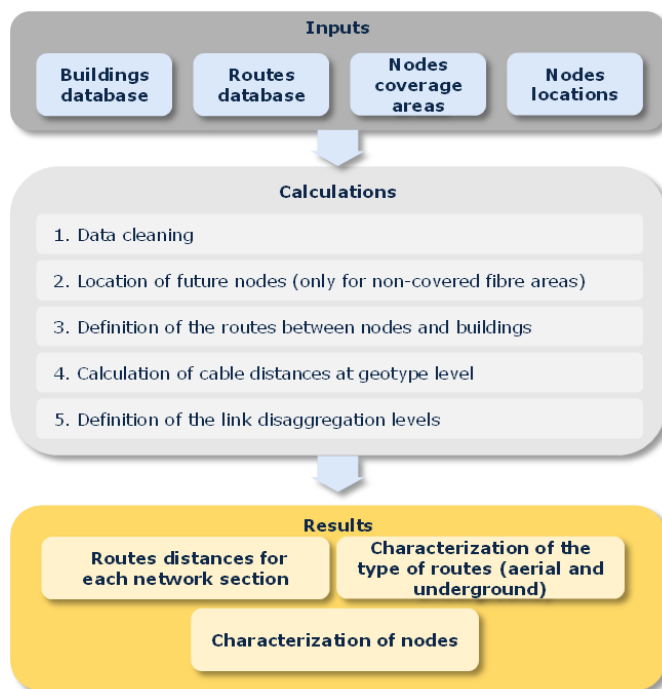 Inputs
Buildings
database
Routes
database
Nodes
coverage
areas
Nodes
locations
Calculations
1. Data cleaning
2. Location of future nodes (only for non-covered fibre areas)
3. Definition of the routes between nodes and buildings
4. Calculation of cable distances at geotype level
5. Definition of the link disaggregation levels
Results
Routes distances for
each network section
Characterization of the
type of routes (aerial and
underground)
Characterization of nodes